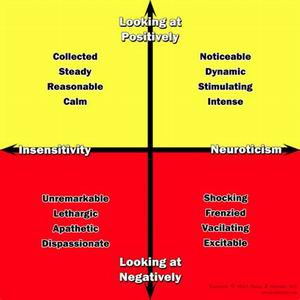 Looking at
Positively
Collected
Steady
Reasonable
Calm
Noticeable
Dynamic
Stimulating
Intense
Insensitivity
Neuroticism
Unremarkable
Lethargic
Apathetic
Dispassionate
Shocking
Frenzied
Vacilating
Excitable
Looking at
Negatively